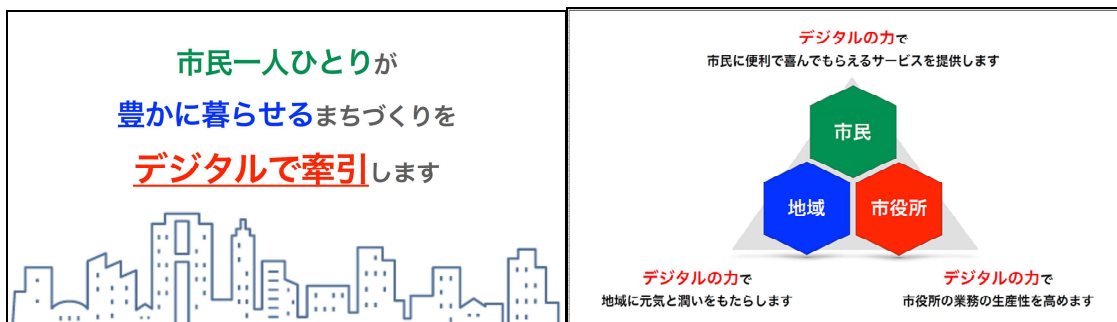 市民一人ひとりが
豊かに暮らせるまちづくりを
デジタルで牽引します
デジタルの力で
市民に便利で喜んでもらえるサービスを提供します
市民
地域
市役所
デジタルの力で
地域に元気と潤いをもたらします
デジタルの力で
市役所の業務の生産性を高めます